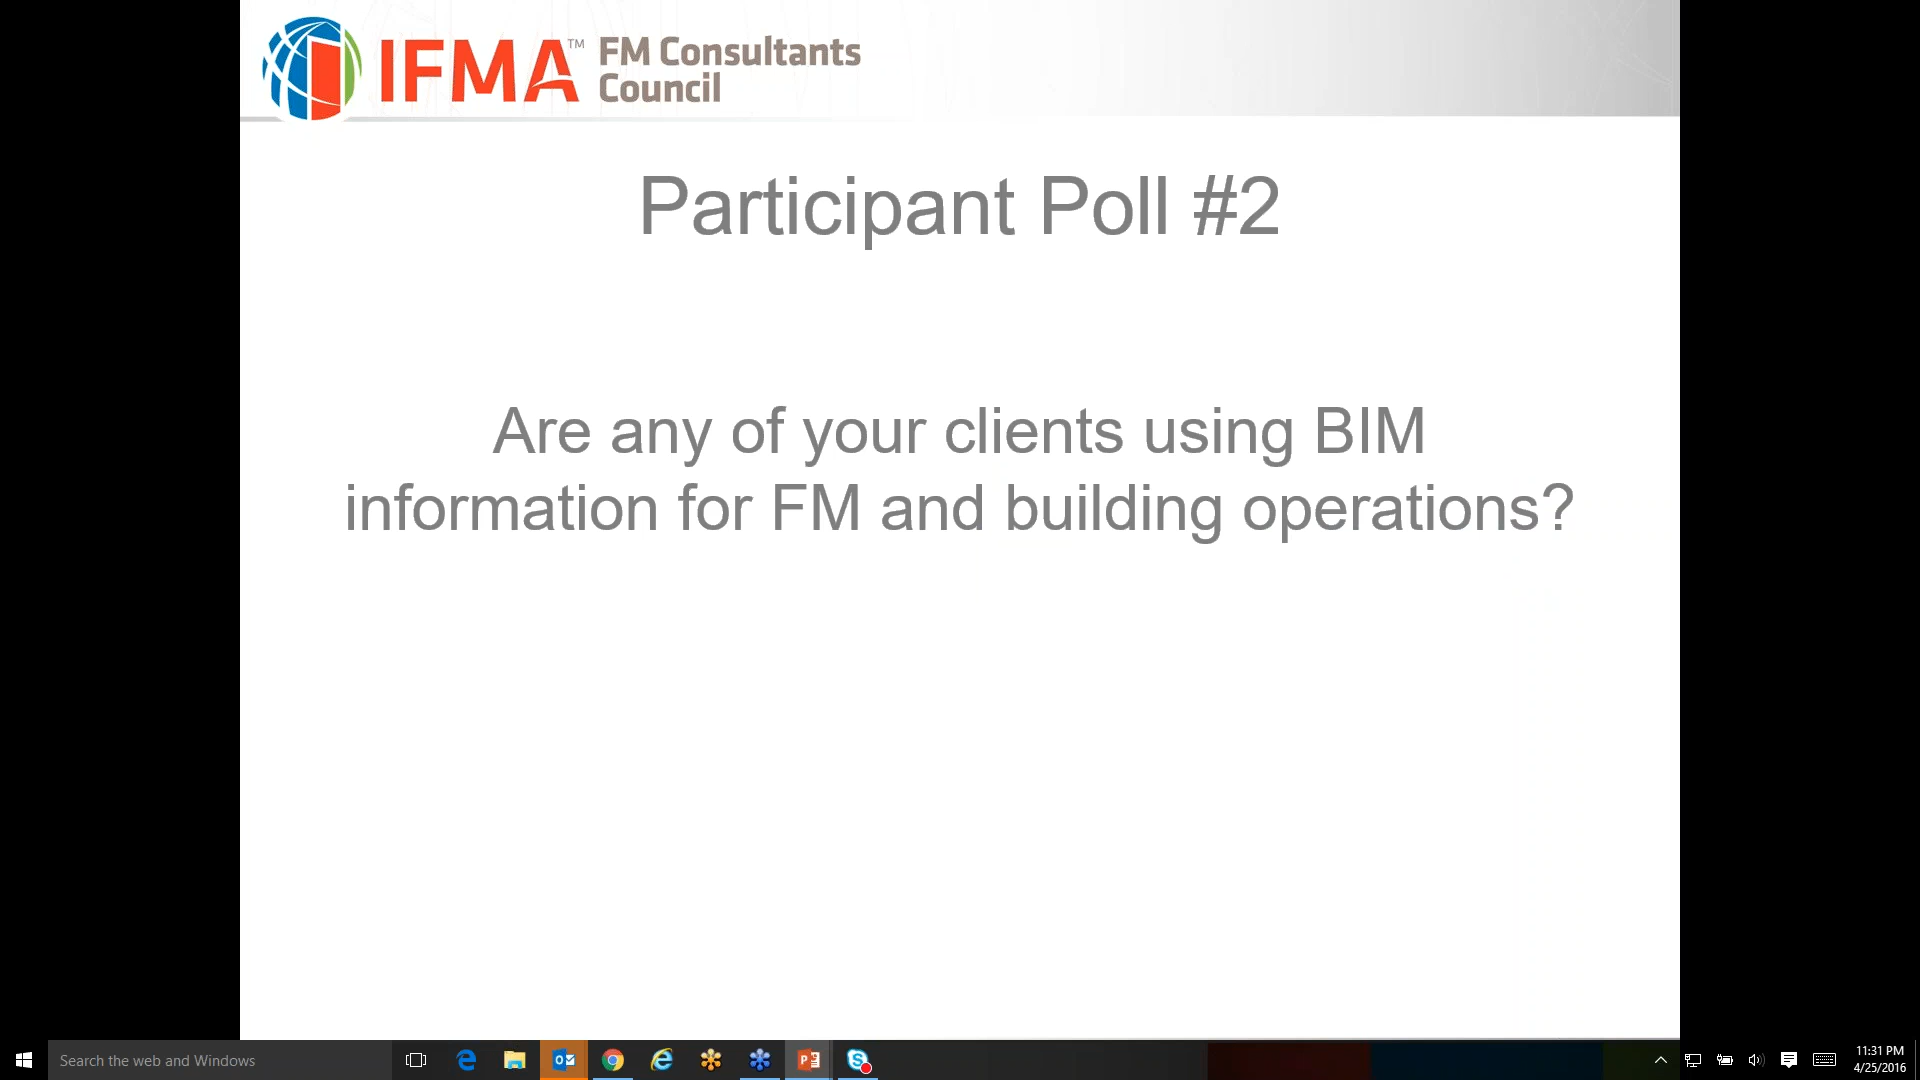 IFMA™ FM Consultants
Council
Participant Poll #2
Are any of your clients using BIM
information for FM and building operations?
Search the web and Windows
11:31 PM
4/25/2016